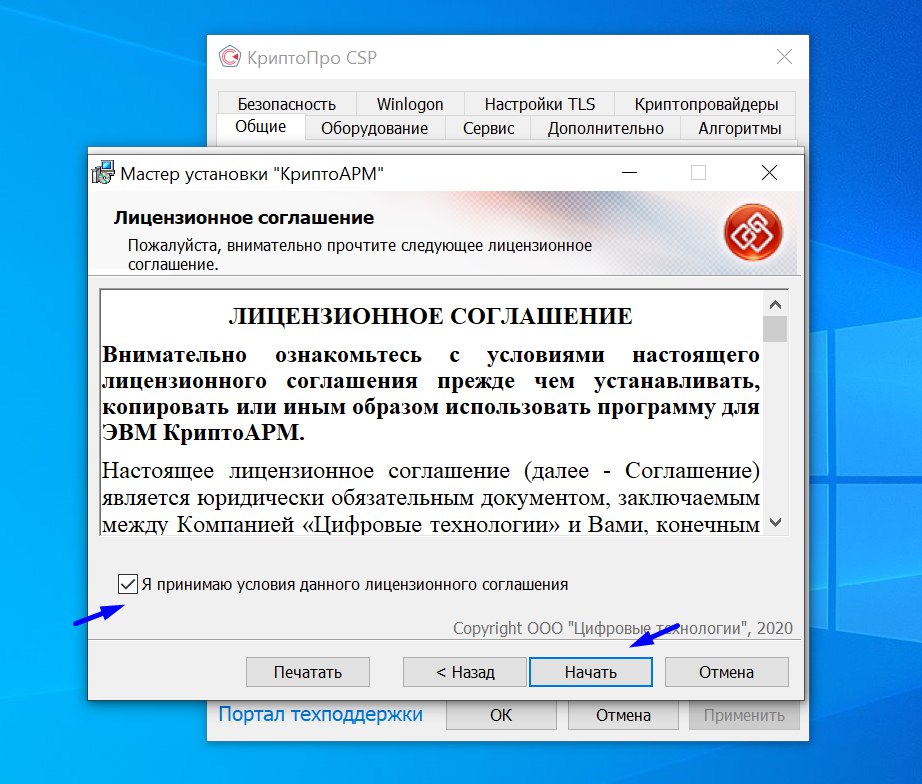 КриптоПро CSP
Безопасность Winlogon Настройки TLS Криптопровайдеры
Общие Оборудование Сервис Дополнительно Алгоритмы
Мастер установки "КриптоАРМ"
Лицензионное соглашение
Пожалуйста, внимательно прочтите следующее лицензионное
соглашение.
ЛИЦЕНЗИОННОЕ СОГЛАШЕНИЕ
Внимательно ознакомьтесь с условиями настоящего
лицензионного соглашения прежде чем устанавливать,
копировать или иным образом использовать программу для
ЭВМ КриптоАРМ.
Настоящее лицензионное соглашение (далее - Соглашение)
является юридически обязательным документом, заключаемым
между Компанией «Цифровые технологии» и Вами, конечным
Я принимаю условия данного лицензионного соглашения
Copyright ООО "Цифровые технологии", 2020
Печатать < Назад Начать Отмена
Портал техподдержки ОК Отмена Применить